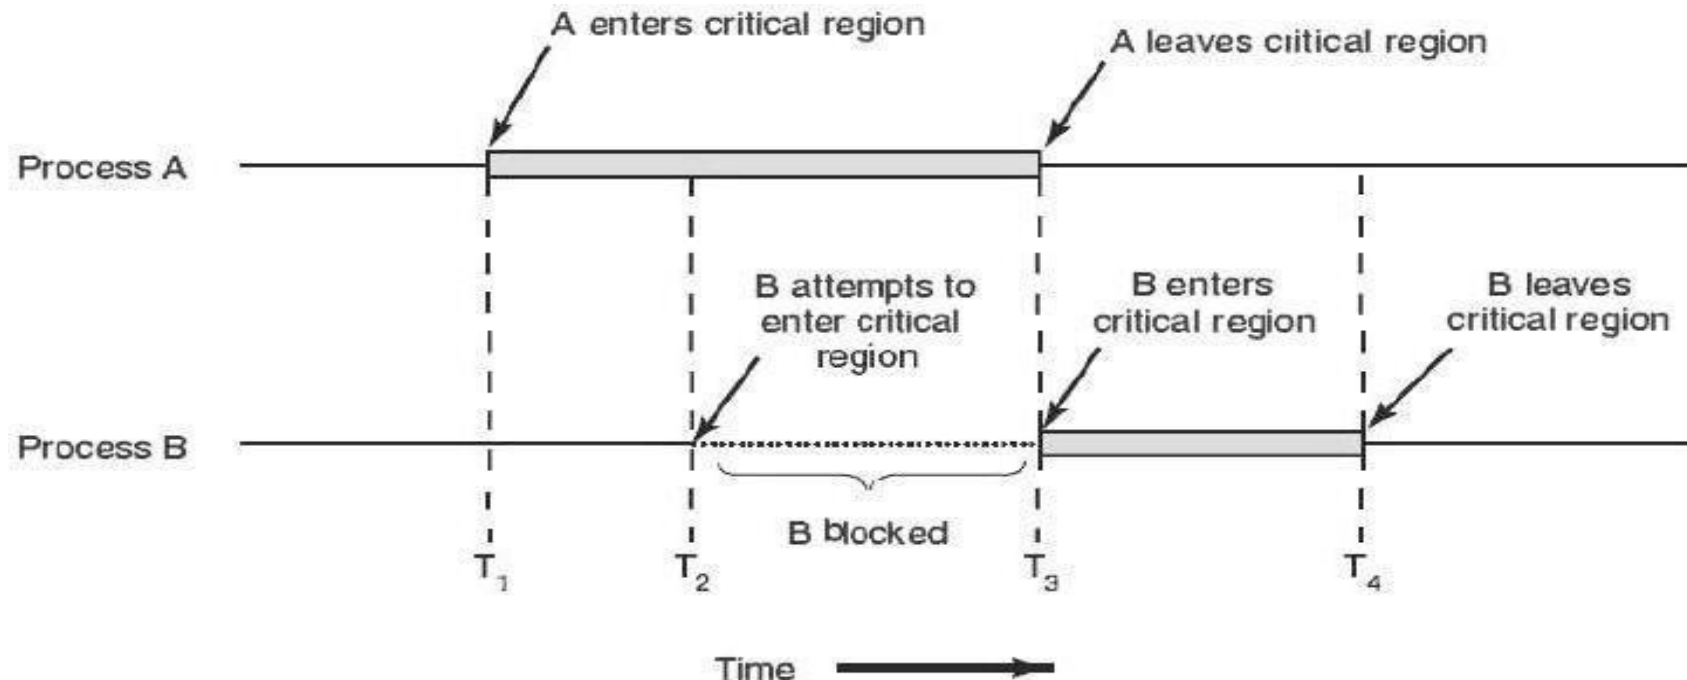 A enters critical region
A leaves critical region
Process A
B attempts to
enter critical
region
B enters
critical region
B leaves
critical region
Process B
B blocked
T₁
T₂
T₃
T₄
Time